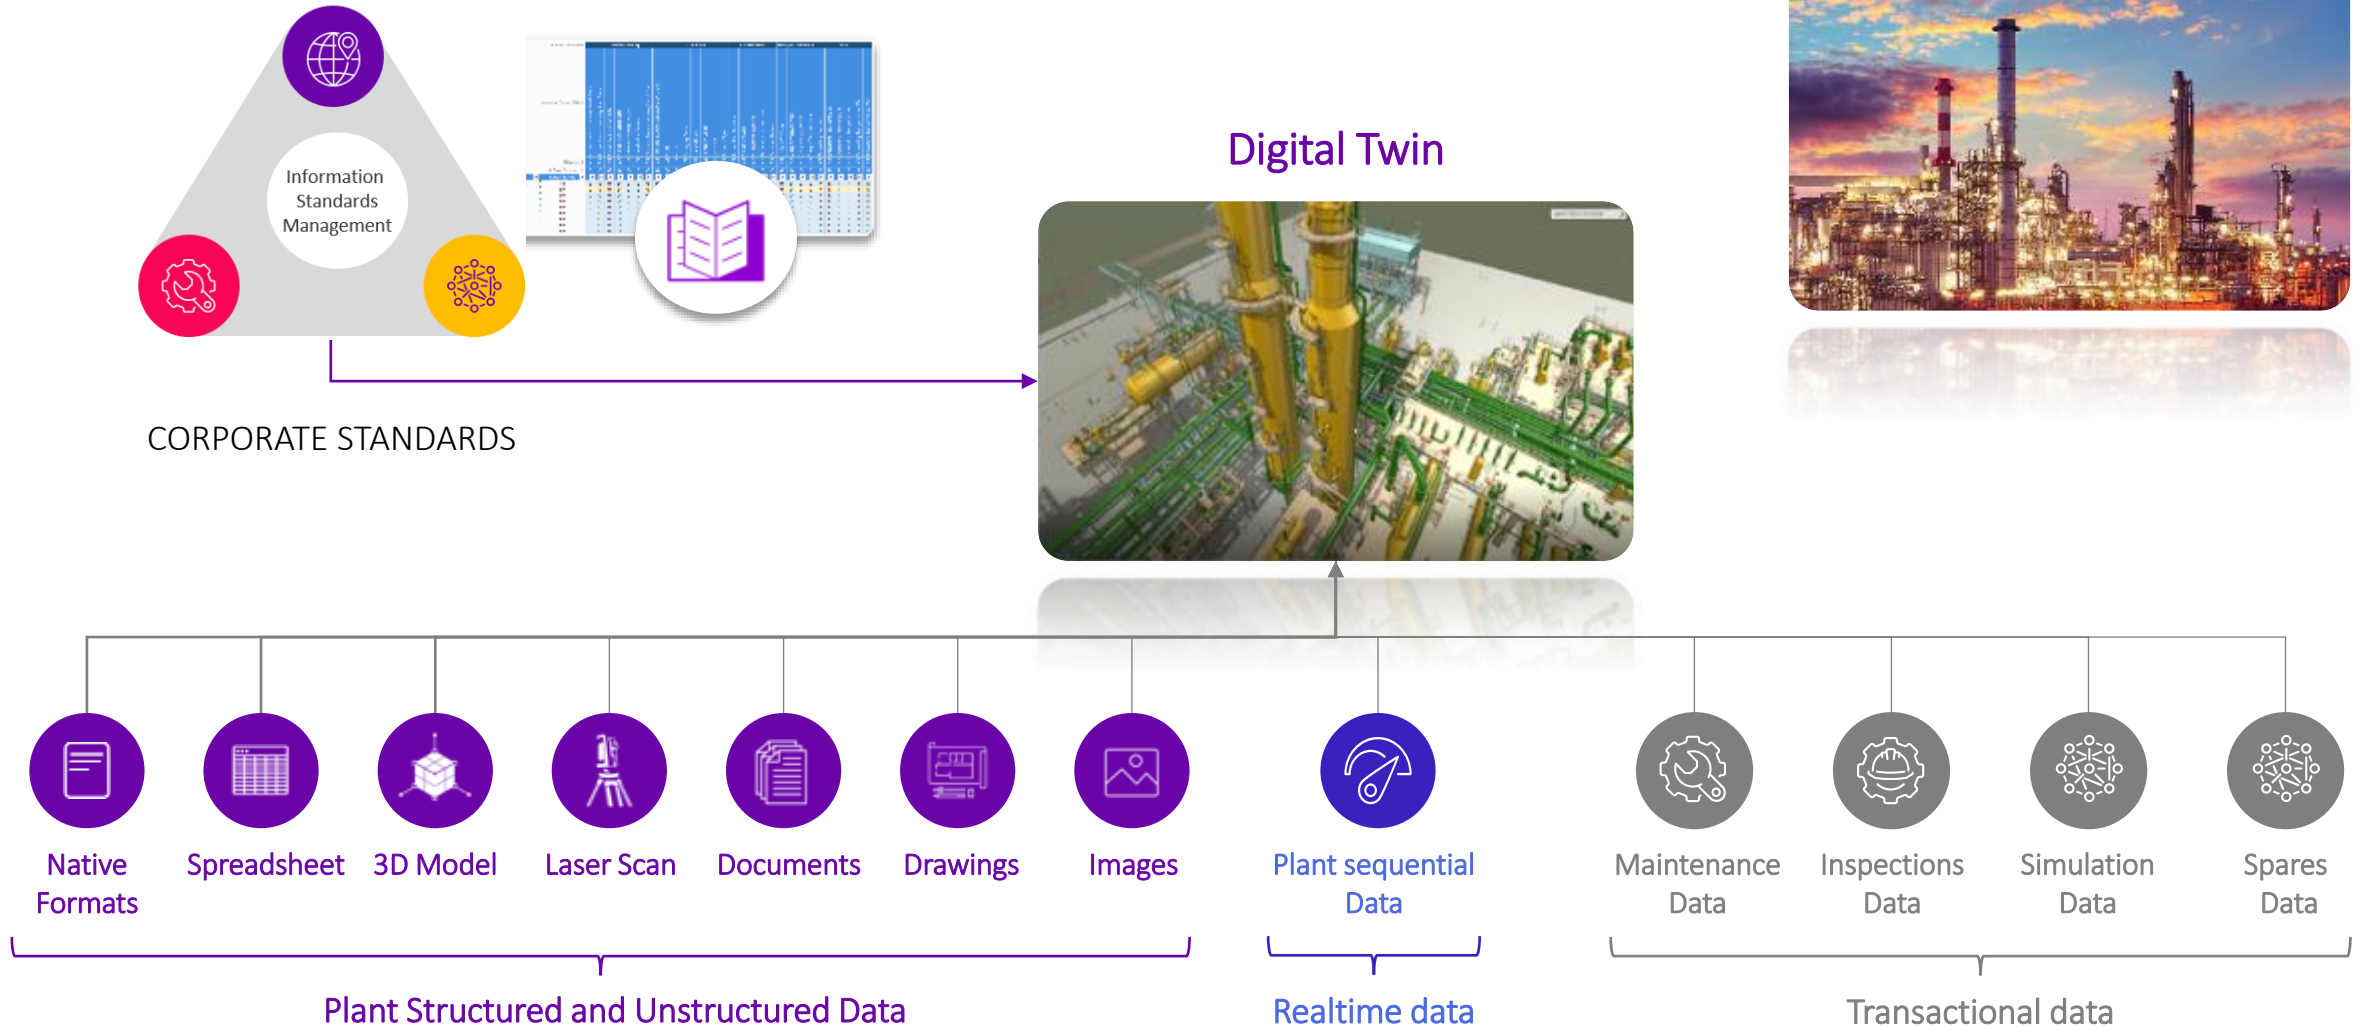 Information
Standards
Management
CORPORATE STANDARDS
Digital Twin
Native
Formats
Spreadsheet
3D Model
Laser Scan
Documents
Drawings
Images
Plant sequential
Data
Maintenance
Data
Inspections
Data
Simulation
Data
Spares
Data
Plant Structured and Unstructured Data
Realtime data
Transactional data